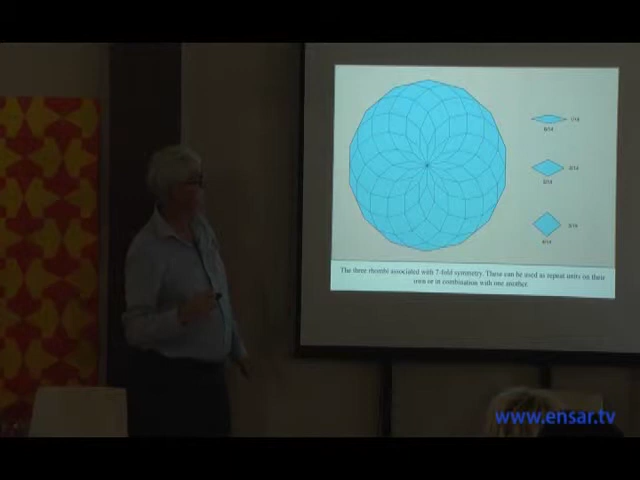 The three rhombi associated with 7-fold symmetry. These can be used as repeat units on their
own or in combination with one another.
www.ensar.tv